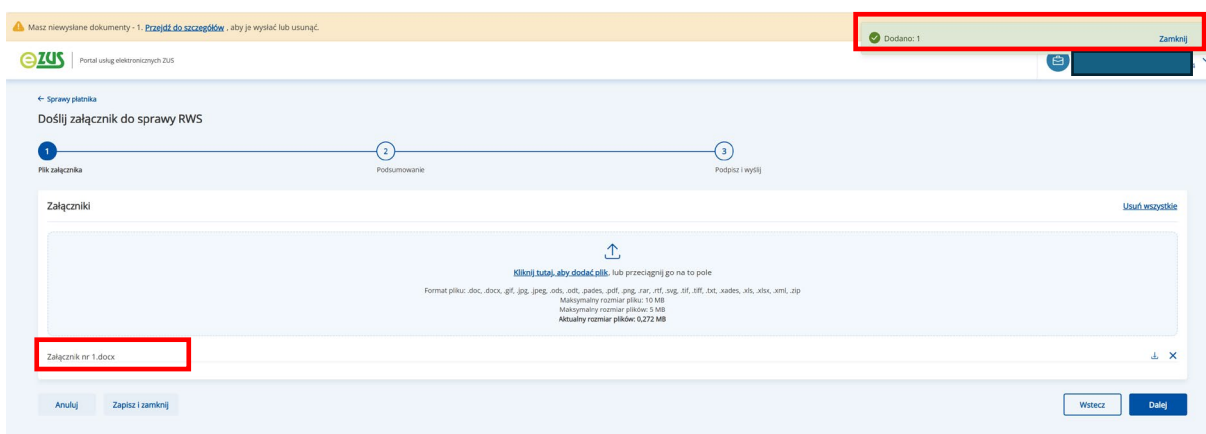 Masz niewysłane dokumenty - 1. Przejdź do szczegółów , aby je wysłać lub usunąć.
Dodano: 1
Zamknij
eZUS
Portal usług elektronicznych ZUS
← Sprawy płatnika
Doślij załącznik do sprawy RWS
1
2
3
Plik załącznika
Podsumowanie
Podpisz i wyślij
Załączniki
Usuń wszystkie
Kliknij tutaj, aby dodać plik, lub przeciągnij go na to pole
Format pliku: .doc, .docx, .gif, .jpg, .jpeg, .ods, .odt, .pades, .pdf, .png, .rar, .rtf, .svg, .tif, .tiff, .txt, .xades, .xls, .xlsx, .xml, .zip
Maksymalny rozmiar pliku: 10 MB
Maksymalny rozmiar plików: 5 MB
Aktualny rozmiar plików: 0,272 MB
Załącznik nr 1.docx
Anuluj
Zapisz i zamknij
Wstecz
Dalej